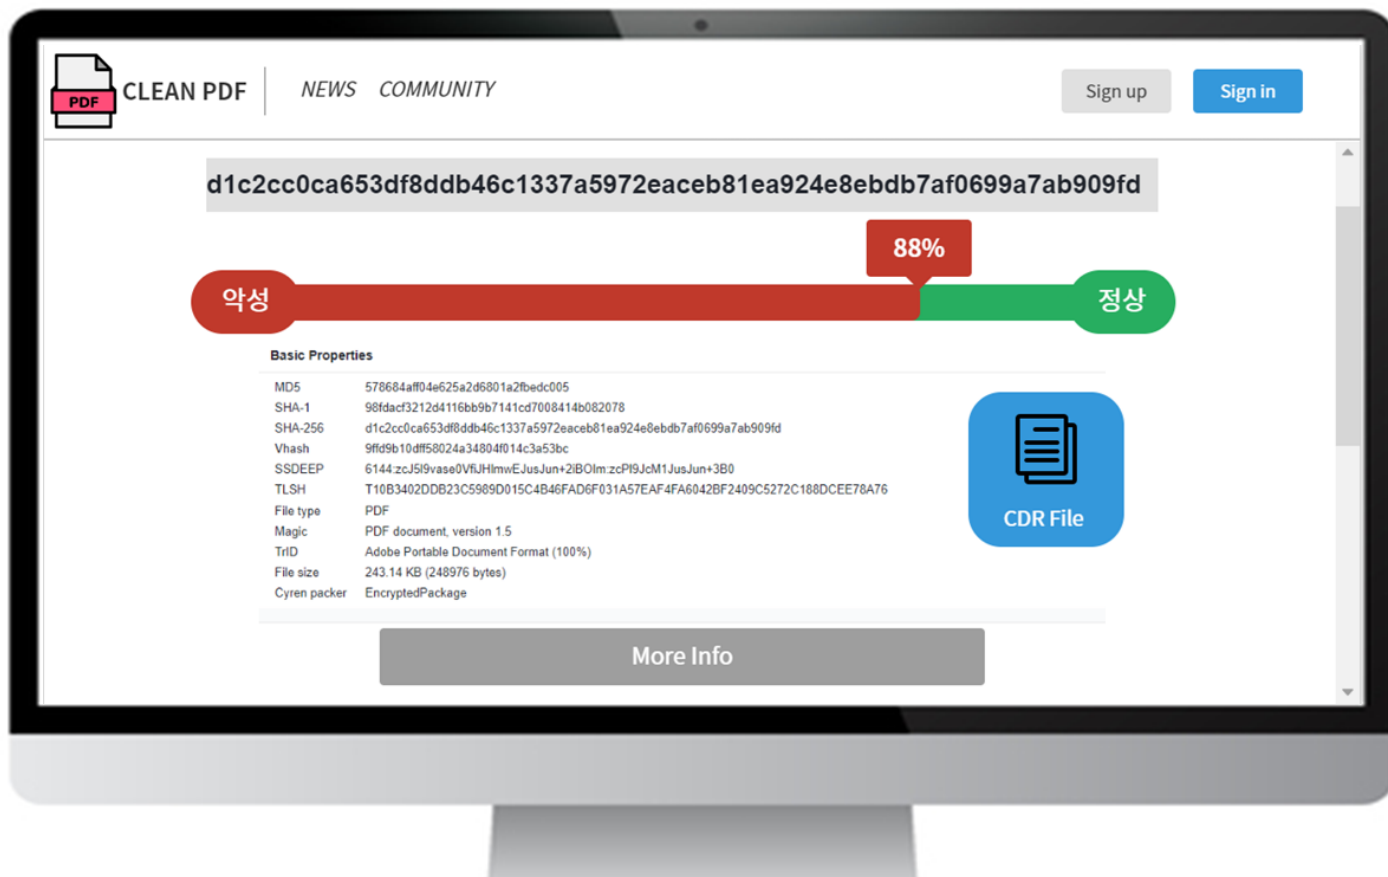 PDF
CLEAN PDF
NEWS COMMUNITY
Sign up
Sign in
d1c2cc0ca653df8ddb46c1337a5972eaceb81ea924e8ebdb7af0699a7ab909fd
88%
악성
정상
Basic Properties
MD5 578684aff04e625a2d6801a2fbedc005
SHA-1 98fdacf3212d4116bb9b7141cd7008414b082078
SHA-256 d1c2cc0ca653df8ddb46c1337a5972eaceb81ea924e8ebdb7af0699a7ab909fd
Vhash 9ffd9b10dff58024a34804f014c3a53bc
SSDEEP 6144:zcJ5I9vase0VfiJHImwEJusJun+2iBOIm:zcPI9JcM1JusJun+3B0
TLSH T10B3402DDB23C5989D015C4B46FAD6F031A57EAF4FA6042BF2409C5272C188DCEE78A76
File type PDF
Magic PDF document, version 1.5
TrID Adobe Portable Document Format (100%)
File size 243.14 KB (248976 bytes)
Cyren packer EncryptedPackage
CDR File
More Info